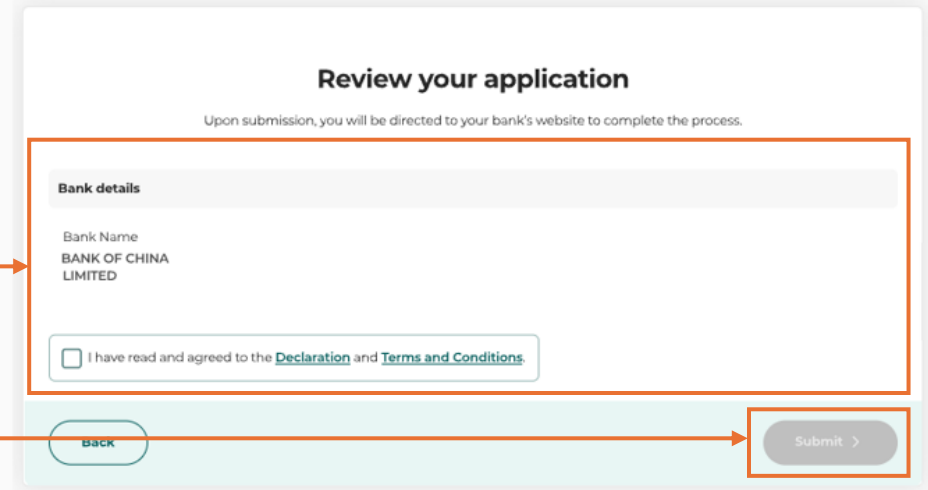 Review your application
Upon submission, you will be directed to your bank's website to complete the process.
Bank details
Bank Name
BANK OF CHINA
LIMITED
I have read and agreed to the Declaration and Terms and Conditions.
Back
Submit >